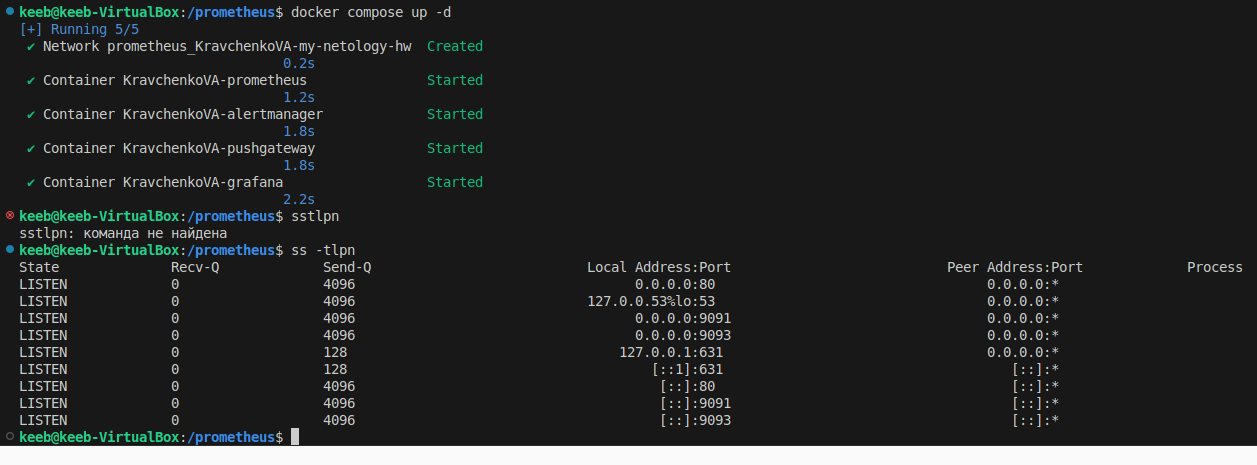 keeb@keeb-VirtualBox:/prometheus$ docker compose up -d
[+] Running 5/5
✔ Network prometheus_KravchenkoVA-my-netology-hw Created
0.2s
✔ Container KravchenkoVA-prometheus Started
1.2s
✔ Container KravchenkoVA-alertmanager Started
1.8s
✔ Container KravchenkoVA-pushgateway Started
1.8s
✔ Container KravchenkoVA-grafana Started
2.2s
keeb@keeb-VirtualBox:/prometheus$ sstlpn
sstlpn: команда не найдена
keeb@keeb-VirtualBox:/prometheus$ ss -tlpn
State Recv-Q Send-Q Local Address:Port Peer Address:Port Process
LISTEN 0 4096 0.0.0.0:80 0.0.0.0:*
LISTEN 0 4096 127.0.0.53%lo:53 0.0.0.0:*
LISTEN 0 4096 0.0.0.0:9091 0.0.0.0:*
LISTEN 0 4096 0.0.0.0:9093 0.0.0.0:*
LISTEN 0 128 127.0.0.1:631 0.0.0.0:*
LISTEN 0 128 [::1]:631 [::]:*
LISTEN 0 4096 [::]:80 [::]:*
LISTEN 0 4096 [::]:9091 [::]:*
LISTEN 0 4096 [::]:9093 [::]:*
keeb@keeb-VirtualBox:/prometheus$